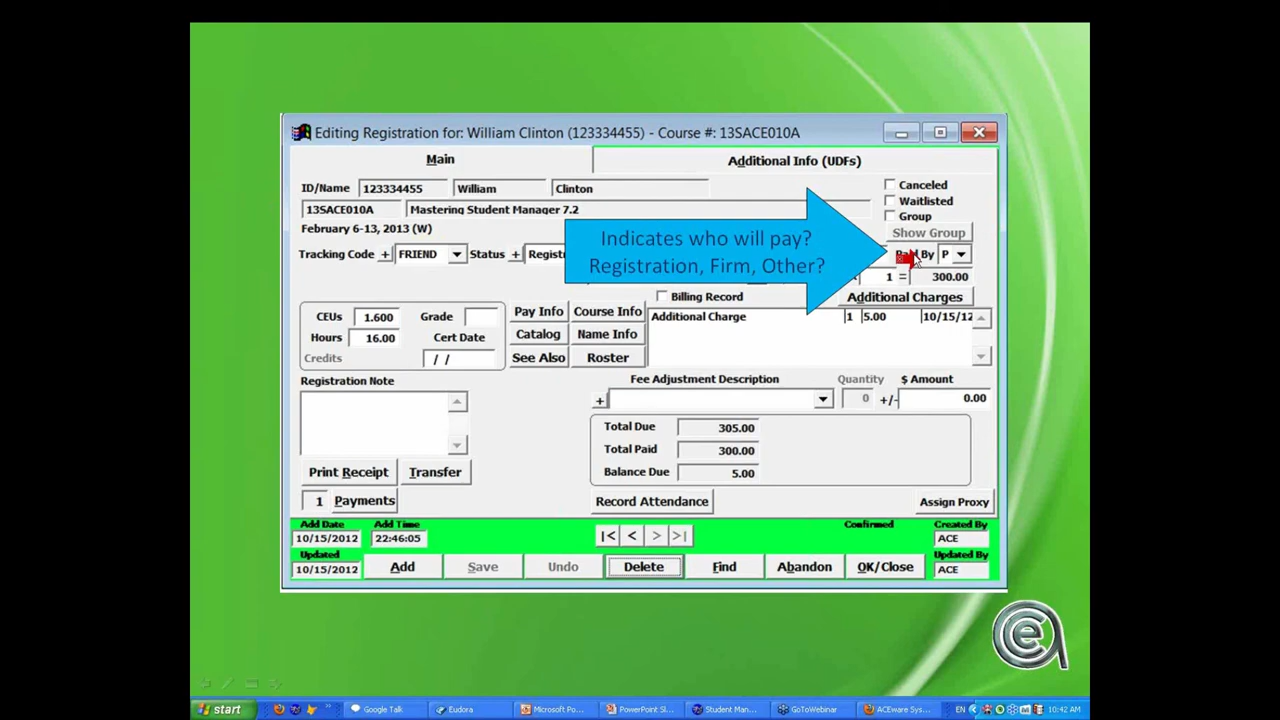 Editing Registration for: William Clinton (123334455) - Course #: 13SACE010A
Main
Additional Info (UDFs)
ID/Name 123334455 William Clinton
Canceled
13SACE010A Mastering Student Manager 7.2
Waitlisted
Group
February 6-13, 2013 (W)
Show Group
Indicates who will pay?
Registration, Firm, Other?
Tracking Code + FRIEND Status + Regist
By P
1 = 300.00
Billing Record
Additional Charges
CEUs 1.600 Grade
Pay Info Course Info
Additional Charge 1 5.00 10/15/12
Hours 16.00 Cert Date
Catalog Name Info
Credits / /
See Also Roster
Registration Note
Fee Adjustment Description Quantity $ Amount
+ 0 +/- 0.00
Total Due 305.00
Total Paid 300.00
Balance Due 5.00
Print Receipt Transfer
1 Payments
Record Attendance
Assign Proxy
Add Date Add Time
Confirmed
Created By
10/15/2012 22:46:05
|< < > >|
ACE
Updated
Updated By
10/15/2012
Add Save Undo Delete Find Abandon OK/Close
ACE
start Google Talk Eudora Microsoft Po... PowerPoint Sl... Student Man... GoToWebinar ACEware Sys... EN 10:42 AM